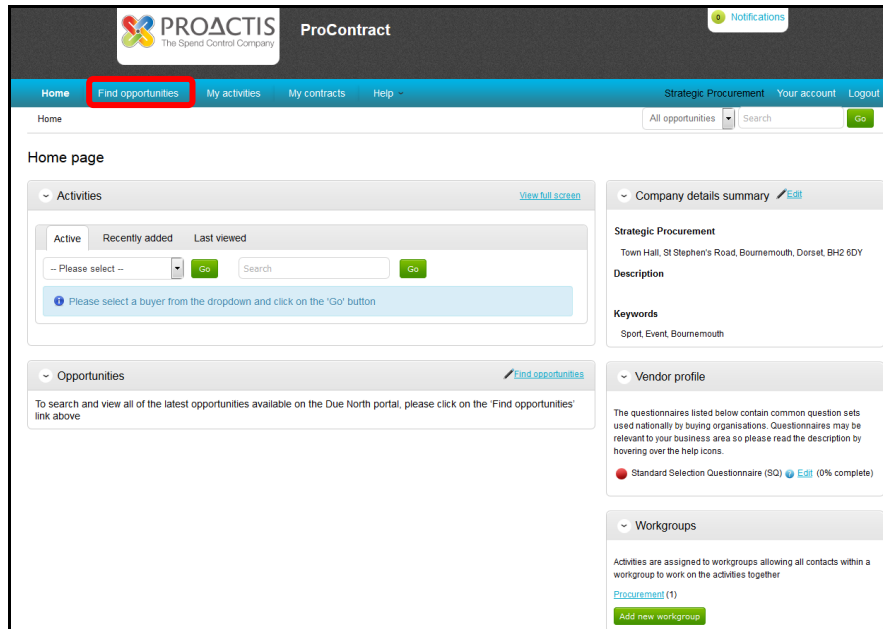 PROACTIS
The Spend Control Company
ProContract
0 Notifications
Home Find opportunities My activities My contracts Help
Strategic Procurement Your account Logout
Home
All opportunities Search Go
Home page
Activities View full screen
Active Recently added Last viewed
-- Please select -- Go Search Go
Please select a buyer from the dropdown and click on the 'Go' button
Opportunities Find opportunities
To search and view all of the latest opportunities available on the Due North portal, please click on the 'Find opportunities'
link above
Company details summary Edit
Strategic Procurement
Town Hall, St Stephen's Road, Bournemouth, Dorset, BH2 6DY
Description
Keywords
Sport, Event, Bournemouth
Vendor profile
The questionnaires listed below contain common question sets
used nationally by buying organisations. Questionnaires may be
relevant to your business area so please read the description by
hovering over the help icons.
Standard Selection Questionnaire (SQ) ? Edit (0% complete)
Workgroups
Activities are assigned to workgroups allowing all contacts within a
workgroup to work on the activities together
Procurement (1)
Add new workgroup